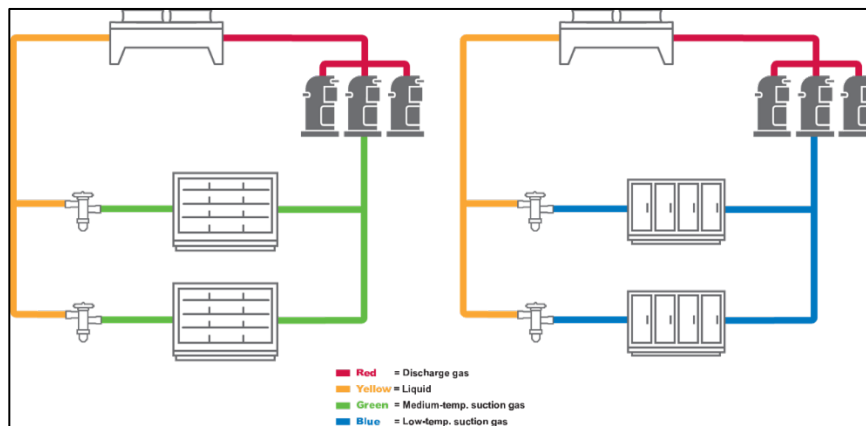 Red = Discharge gas
Yellow = Liquid
Green = Medium-temp. suction gas
Blue = Low-temp. suction gas